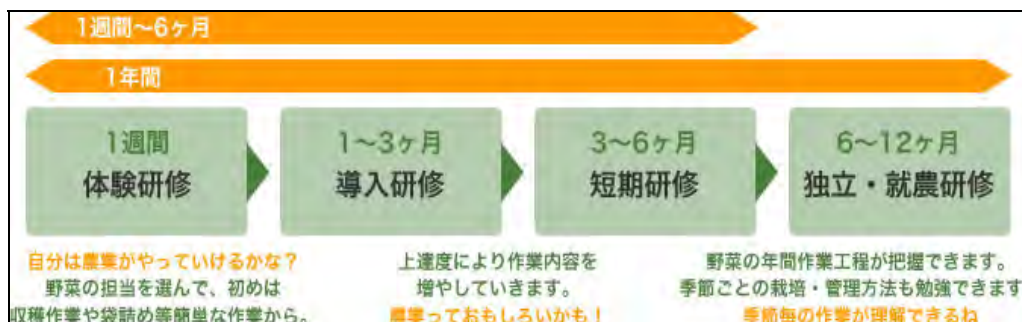 1週間〜6ヶ月
1年間
1週間
体験研修
1〜3ヶ月
導入研修
3〜6ヶ月
短期研修
6〜12ヶ月
独立・就農研修
自分は農業がやっていけるかな？
野菜の担当を選んで、初めは
収穫作業や袋詰め等簡単な作業から。
上達度により作業内容を
増やしていきます。
農業っておもしろいかも！
野菜の年間作業工程が把握できます。
季節ごとの栽培・管理方法も勉強できます
季節毎の作業が理解できるね